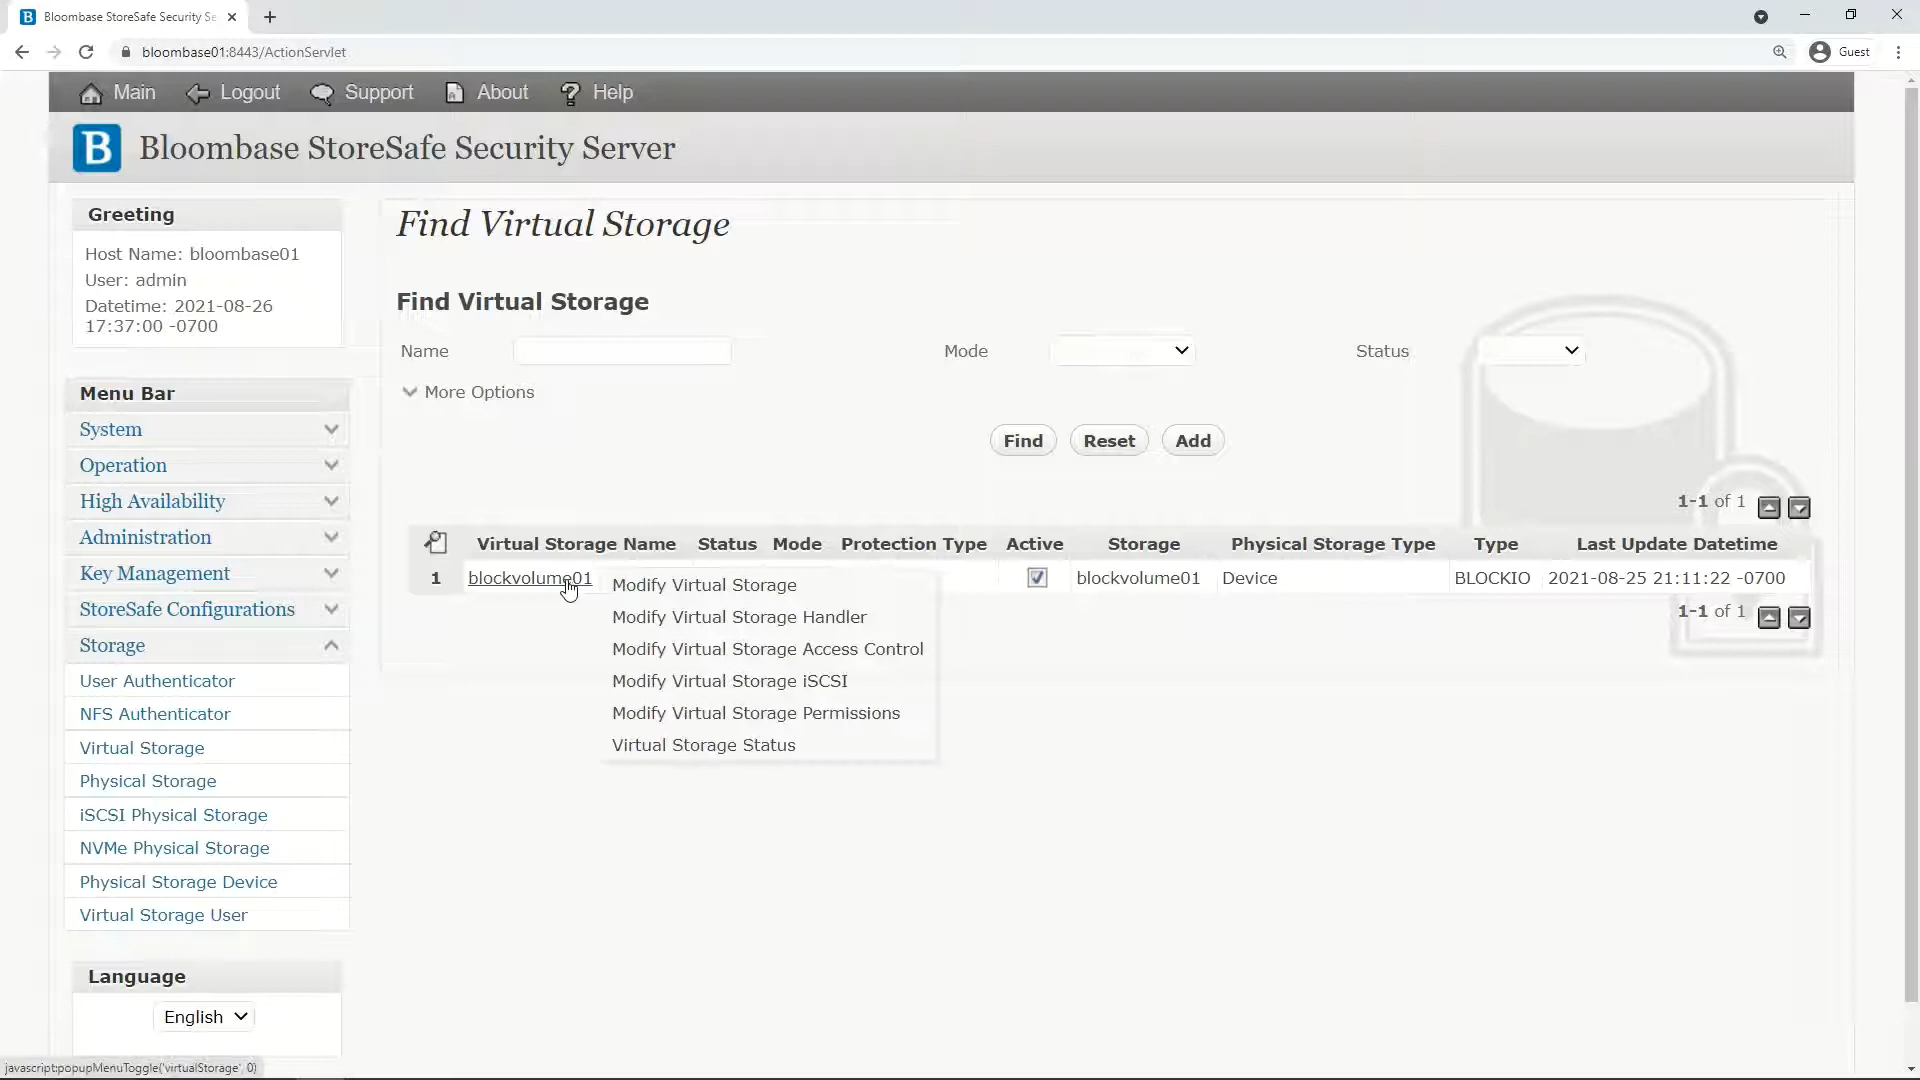 Bloombase StoreSafe Security Se
bloombase01:8443/ActionServlet
Guest
Main
Logout
Support
About
Help
B
Bloombase StoreSafe Security Server
Greeting
Host Name: bloombase01
User: admin
Datetime: 2021-08-26
17:37:00 -0700
Menu Bar
System
Operation
High Availability
Administration
Key Management
StoreSafe Configurations
Storage
User Authenticator
NFS Authenticator
Virtual Storage
Physical Storage
iSCSI Physical Storage
NVMe Physical Storage
Physical Storage Device
Virtual Storage User
Language
English
Find Virtual Storage
Find Virtual Storage
Name
Mode
Status
More Options
Find
Reset
Add
1-1 of 1
Virtual Storage Name Status Mode Protection Type Active Storage Physical Storage Type Type Last Update Datetime
1 blockvolume01 blockvolume01 Device BLOCKIO 2021-08-25 21:11:22 -0700
1-1 of 1
Modify Virtual Storage
Modify Virtual Storage Handler
Modify Virtual Storage Access Control
Modify Virtual Storage iSCSI
Modify Virtual Storage Permissions
Virtual Storage Status
javascript:popupMenuToggle('virtualStorage', 0)